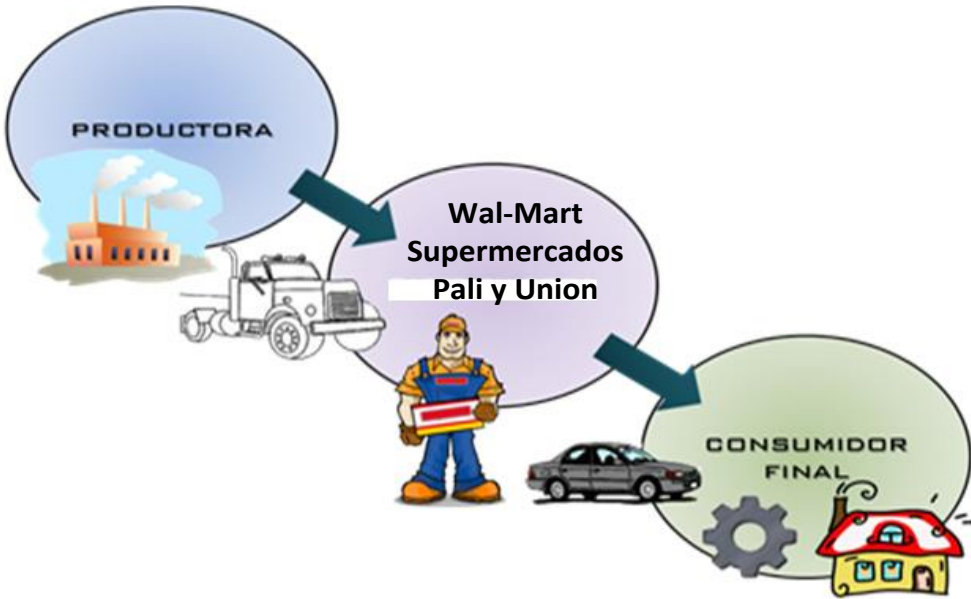 PRODUCTORA
Wal-Mart
Supermercados
Pali y Union
CONSUMIDOR
FINAL